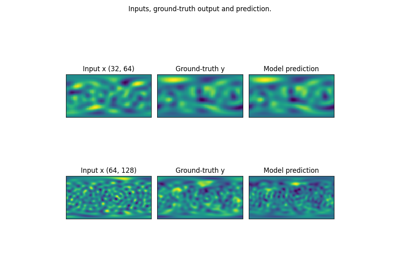 Inputs, ground-truth output and prediction.
Input x (32, 64)
Ground-truth y
Model prediction
Input x (64, 128)
Ground-truth y
Model prediction